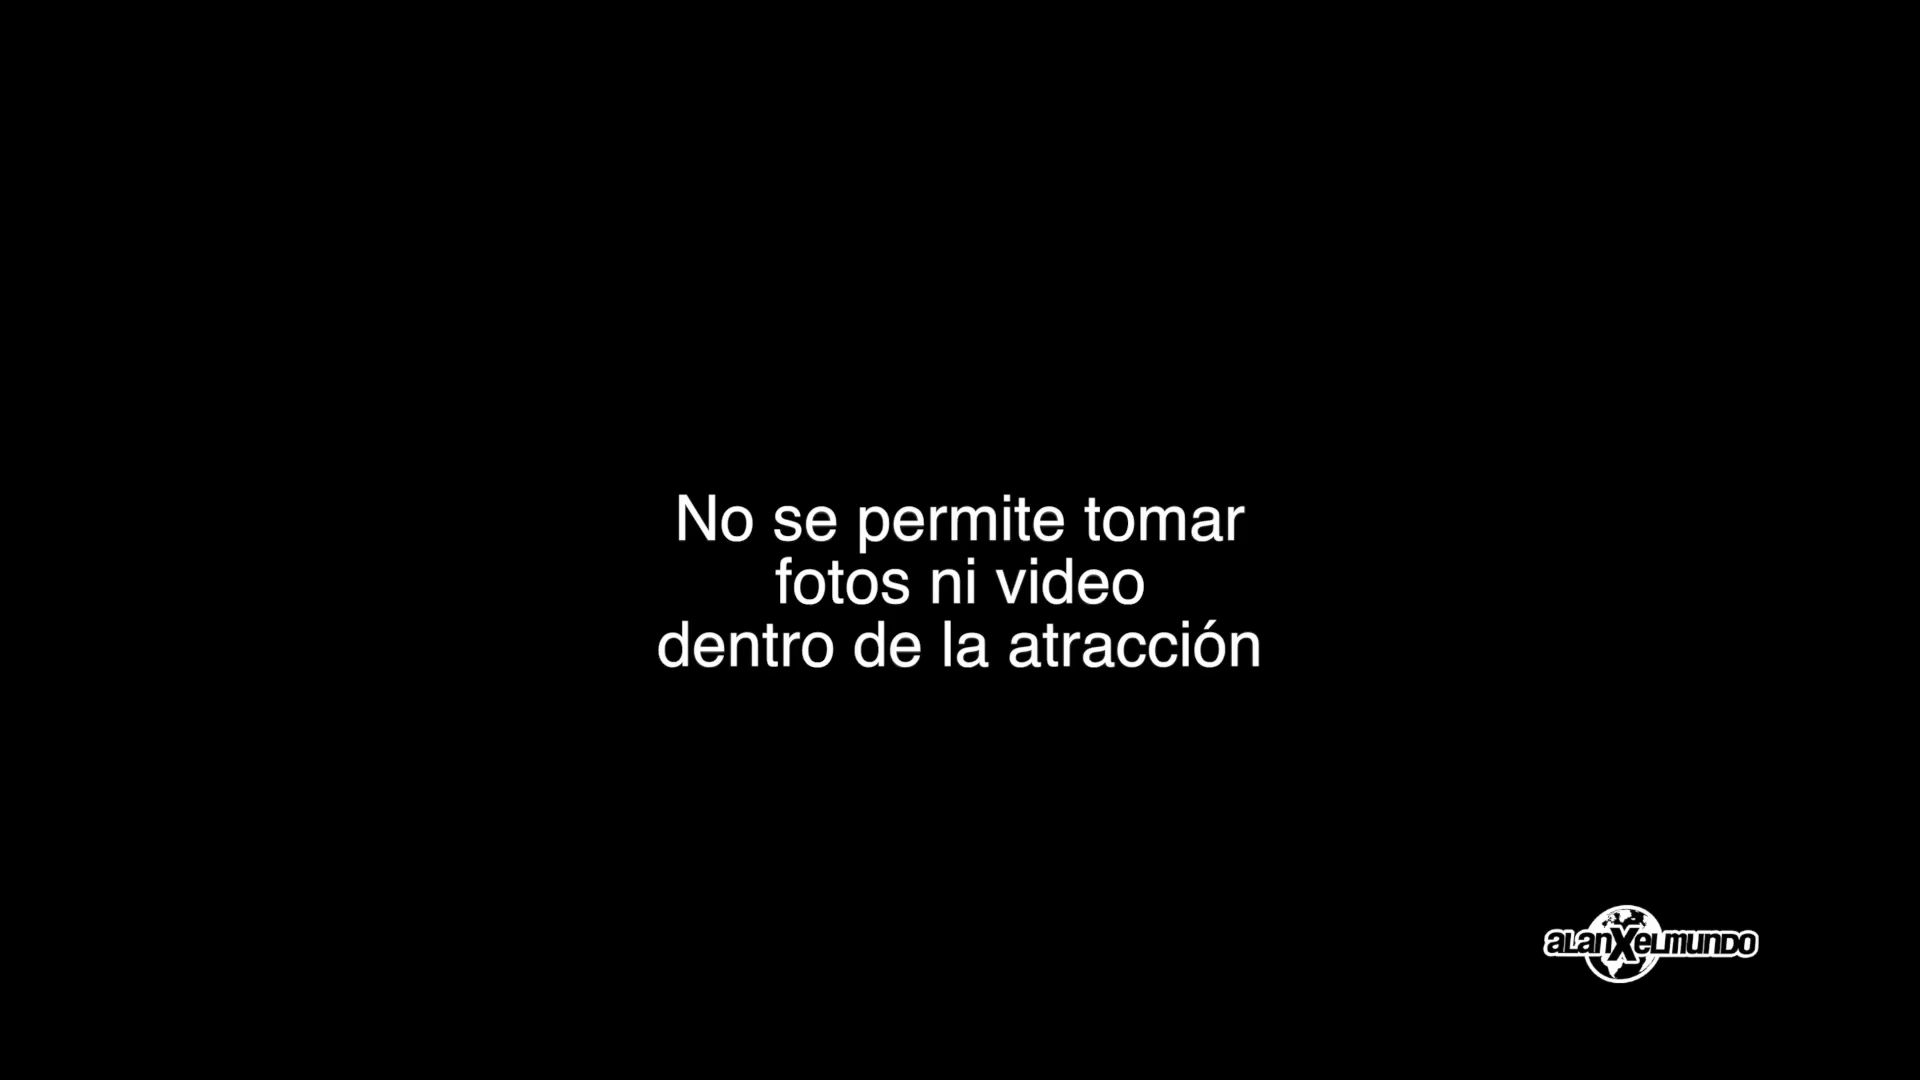 No se permite tomar
fotos ni video
dentro de la atracción
alanXelmundo